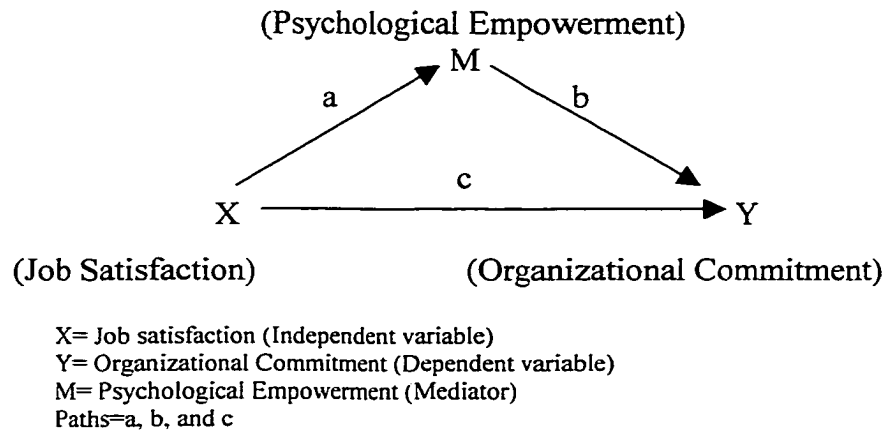 (Psychological Empowerment)
M
a
b
c
X
Y
(Job Satisfaction) (Organizational Commitment)
X= Job satisfaction (Independent variable)
Y= Organizational Commitment (Dependent variable)
M= Psychological Empowerment (Mediator)
Paths=a, b, and c